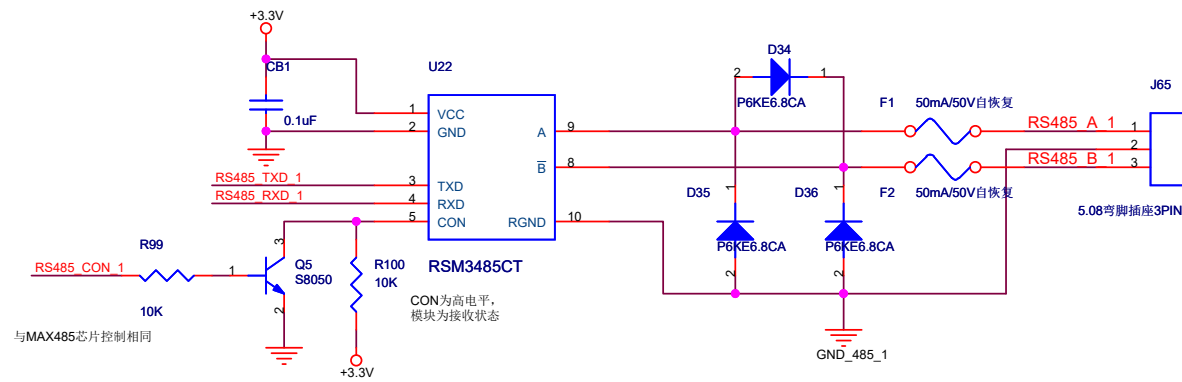 +3.3V
CB1
0.1uF
U22
1 VCC
2 GND
3 TXD
4 RXD
5 CON
A 9
B 8
RGND 10
RSM3485CT
RS485_TXD_1
RS485_RXD_1
CON为高电平，
模块为接收状态
RS485_CON_1
R99
10K
1
3
2
Q5
S8050
R100
10K
+3.3V
与MAX485芯片控制相同
D34
2
1
P6KE6.8CA
D35
1
P6KE6.8CA
2
D36
1
P6KE6.8CA
2
GND_485_1
F1
50mA/50V自恢复
F2
50mA/50V自恢复
RS485_A_1
RS485_B_1
J65
1
2
3
5.08弯脚插座3PIN